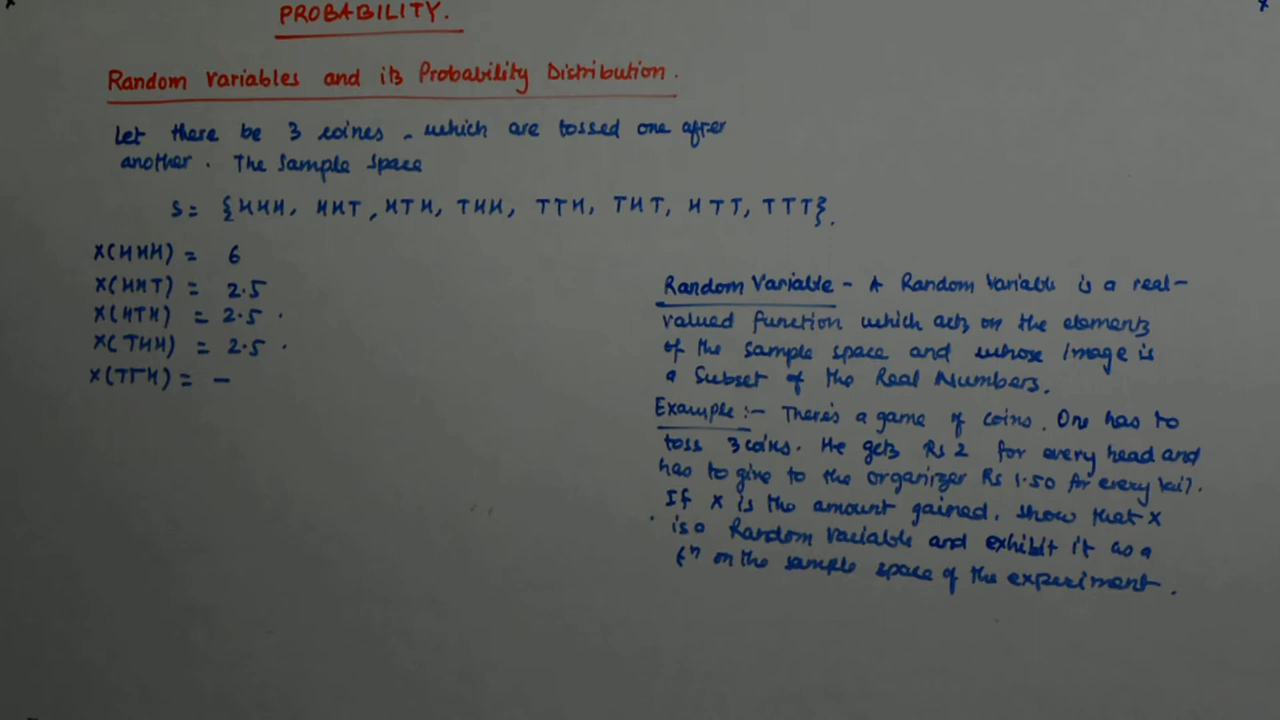 PROBABILITY.
Random Variables and its Probability Distribution.
Let there be 3 coines, which are tossed one after
another. The Sample Space
S = {HHH, HHT, HTH, THH, TTH, THT, HTT, TTT}.
X(HHH) = 6
X(HHT) = 2.5
X(HTH) = 2.5.
X(THH) = 2.5.
X(TTH) = –
Random Variable - A Random Variable is a real-
valued function which acts on the elements
of the sample space and whose image is
a Subset of the Real Numbers.
Example:- There's a game of coins. One has to
toss 3 coins. He gets Rs 2 for every head and
has to give to the organizer Rs 1.50 for every tail.
If X is the amount gained. Show that X
is a Random Variable and exhibit it as a
fⁿ on the sample space of the experiment.